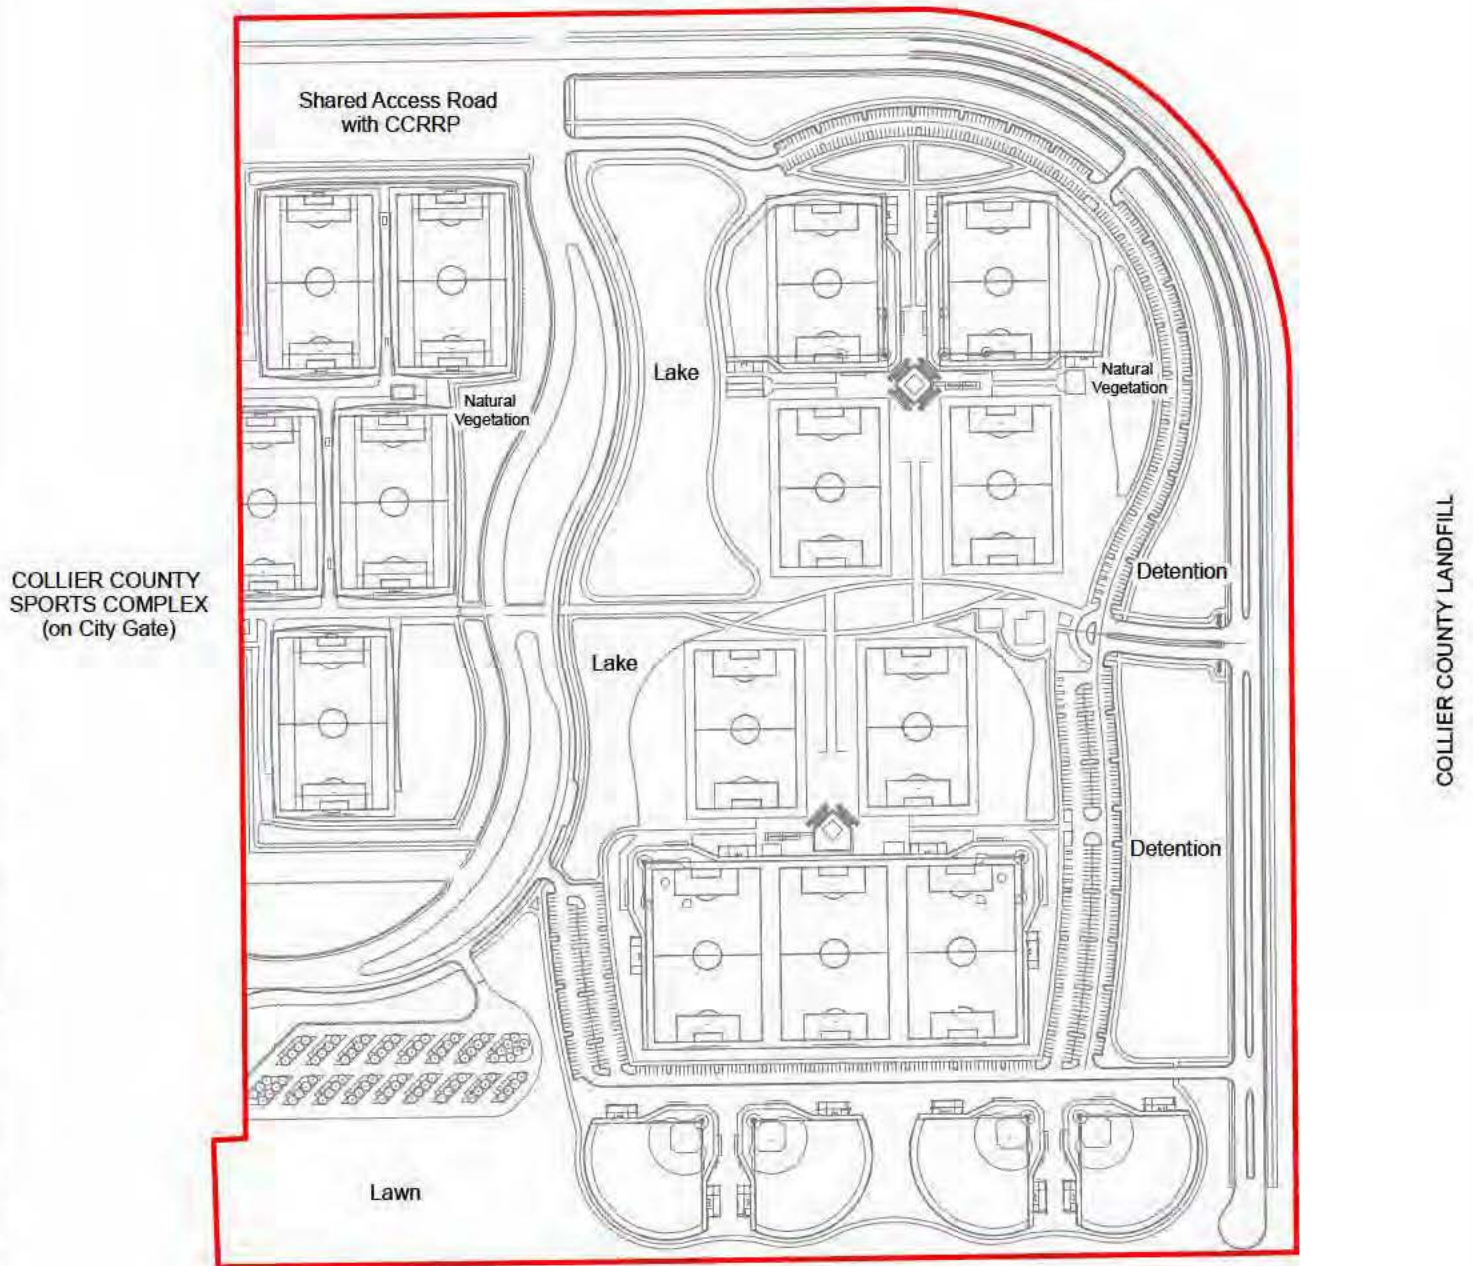 Shared Access Road
with CCRRP
Lake
Natural
Vegetation
Natural
Vegetation
COLLIER COUNTY
SPORTS COMPLEX
(on City Gate)
Lake
Detention
COLLIER COUNTY LANDFILL
Detention
Lawn